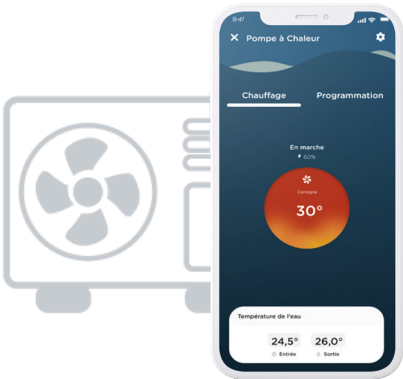 9:41
Pompe à Chaleur
Chauffage Programmation
En marche
60%
Consigne
30°
Température de l'eau
24,5° 26,0°
Entrée Sortie